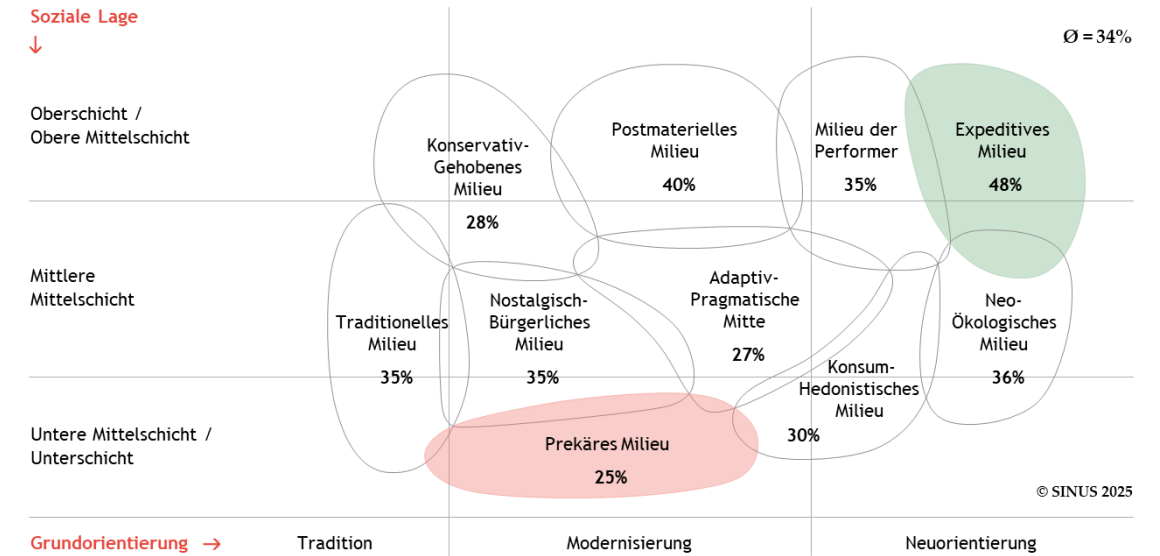 Soziale Lage
↓
Ø = 34%
Oberschicht /
Obere Mittelschicht
Konservativ-
Gehobenes
Milieu
28%
Postmaterielles
Milieu
40%
Milieu der
Performer
35%
Expeditives
Milieu
48%
Mittlere
Mittelschicht
Traditionelles
Milieu
35%
Nostalgisch-
Bürgerliches
Milieu
35%
Adaptiv-
Pragmatische
Mitte
27%
Neo-
Ökologisches
Milieu
36%
Konsum-
Hedonistisches
Milieu
30%
Untere Mittelschicht /
Unterschicht
Prekäres Milieu
25%
© SINUS 2025
Grundorientierung →
Tradition
Modernisierung
Neuorientierung